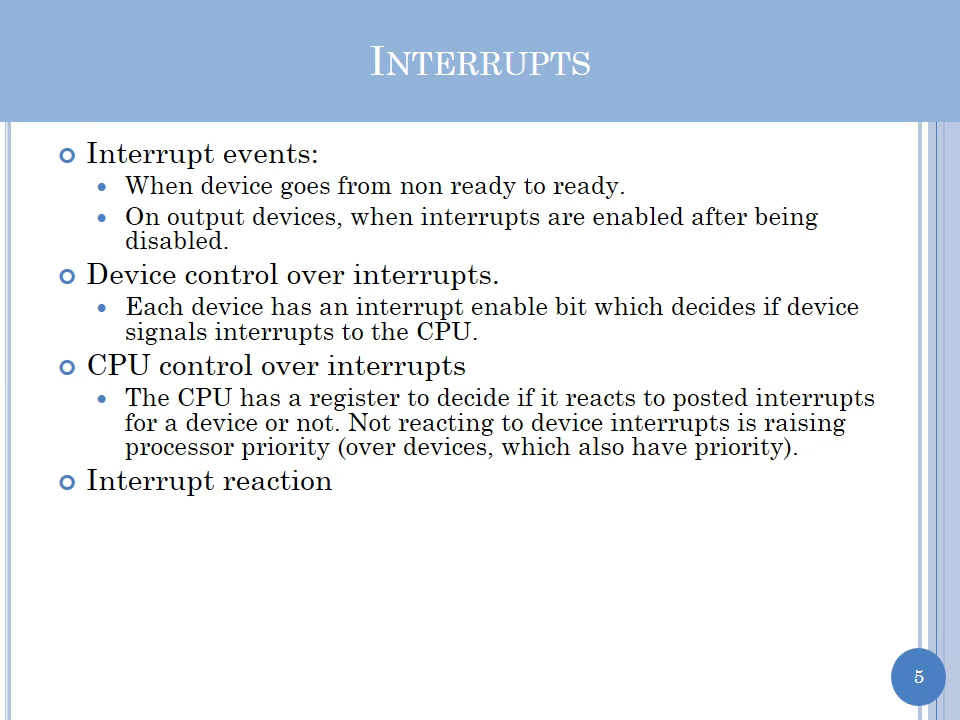 INTERRUPTS
Interrupt events:
When device goes from non ready to ready.
On output devices, when interrupts are enabled after being
disabled.
Device control over interrupts.
Each device has an interrupt enable bit which decides if device
signals interrupts to the CPU.
CPU control over interrupts
The CPU has a register to decide if it reacts to posted interrupts
for a device or not. Not reacting to device interrupts is raising
processor priority (over devices, which also have priority).
Interrupt reaction
5